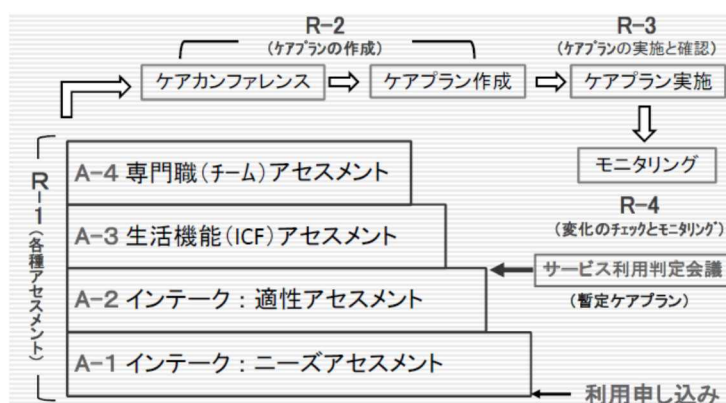 R-2
(ケアプランの作成)
R-3
(ケアプランの実施と確認)
ケアカンファレンス
ケアプラン作成
ケアプラン実施
モニタリング
R-4
(変化のチェックとモニタリング)
R-1(各種アセスメント)
A-4 専門職(チーム)アセスメント
A-3 生活機能(ICF)アセスメント
サービス利用判定会議
(暫定ケアプラン)
A-2 インテーク:適性アセスメント
A-1 インテーク:ニーズアセスメント
利用申し込み